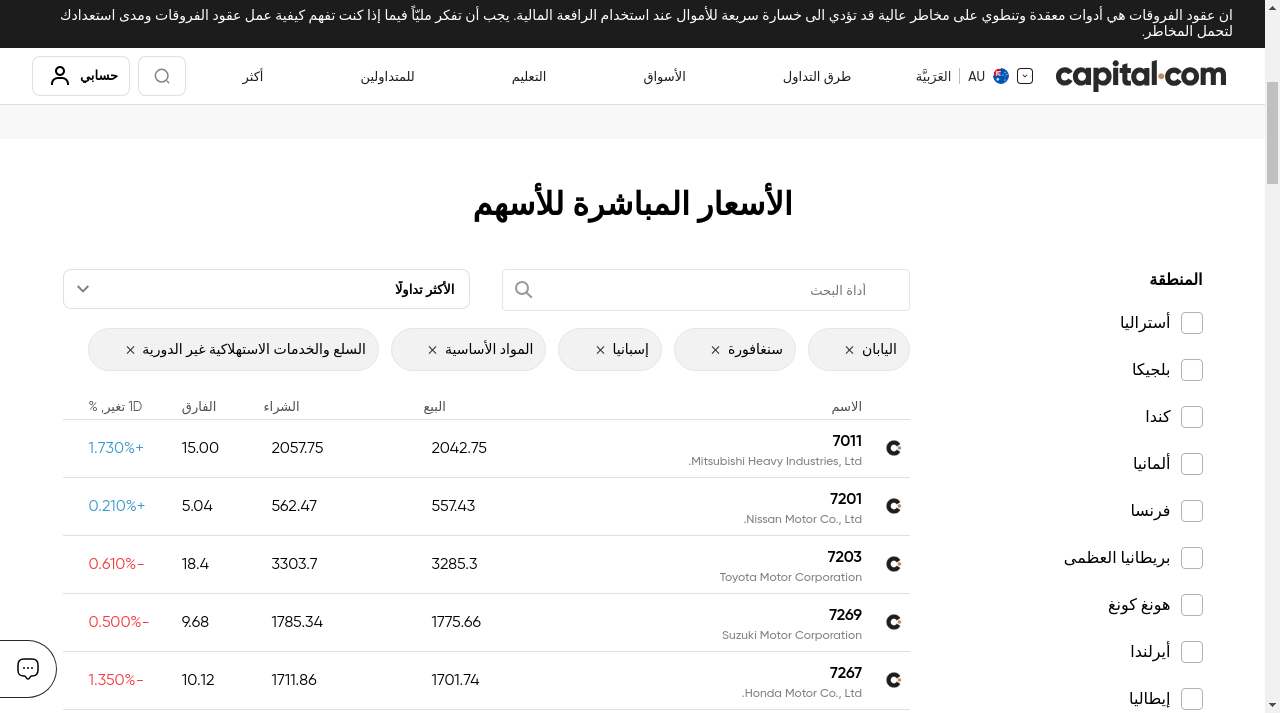 ان عقود الفروقات هي أدوات معقدة وتنطوي على مخاطر عالية قد تؤدي الى خسارة سريعة للأموال عند استخدام الرافعة المالية. يجب أن تفكر مليّاً فيما إذا كنت تفهم كيفية عمل عقود الفروقات ومدى استعدادك
لتحمل المخاطر.
capital.com
AU
العَرَبيَّة
طرق التداول
الأسواق
التعليم
للمتداولين
أكثر
حسابي
الأسعار المباشرة للأسهم
المنطقة
أستراليا
بلجيكا
كندا
ألمانيا
فرنسا
بريطانيا العظمى
هونغ كونغ
أيرلندا
إيطاليا
أداة البحث
الأكثر تداولًا
اليابان ×
سنغافورة ×
إسبانيا ×
المواد الأساسية ×
السلع والخدمات الاستهلاكية غير الدورية ×
الاسم البيع الشراء الفارق 1D تغير, %
7011 2042.75 2057.75 15.00 1.730%+
Mitsubishi Heavy Industries, Ltd.
7201 557.43 562.47 5.04 0.210%+
Nissan Motor Co., Ltd.
7203 3285.3 3303.7 18.4 0.610%-
Toyota Motor Corporation
7269 1775.66 1785.34 9.68 0.500%-
Suzuki Motor Corporation
7267 1701.74 1711.86 10.12 1.350%-
Honda Motor Co., Ltd.